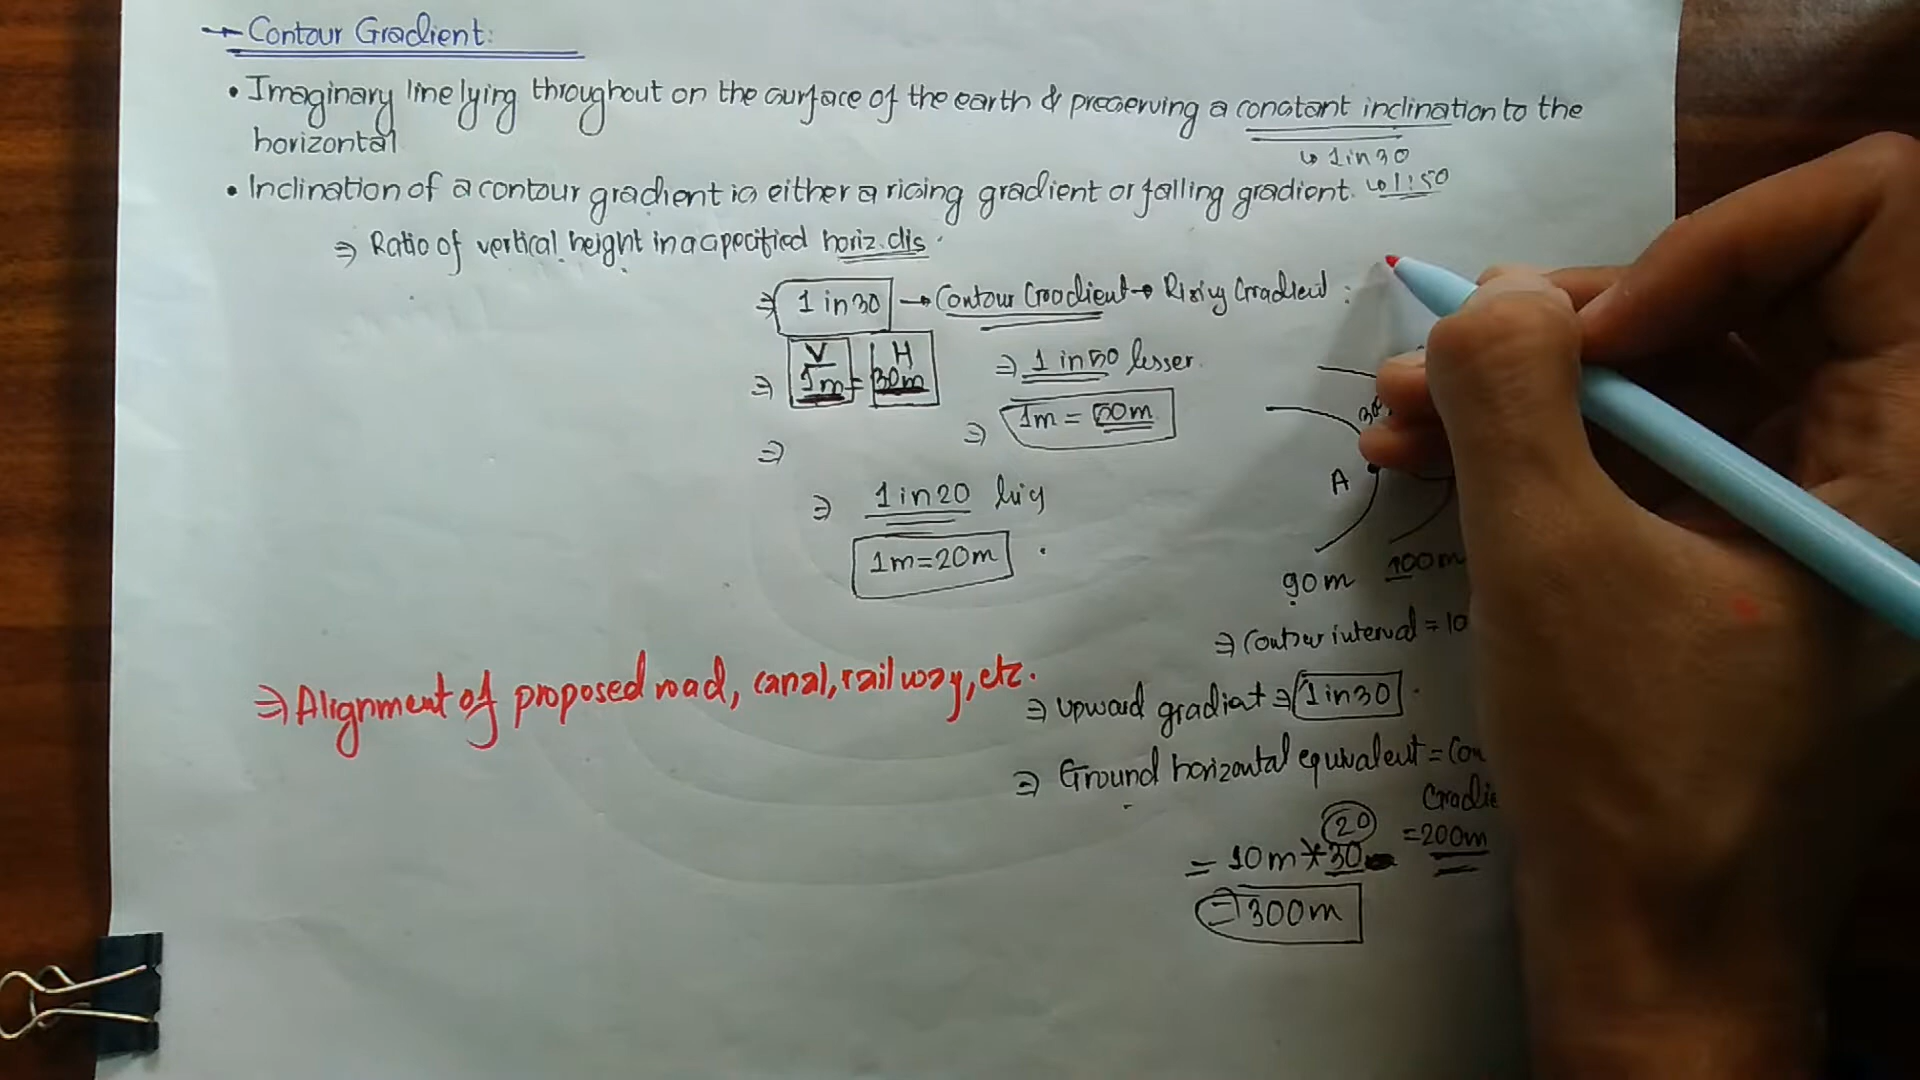 → Contour Gradient:
• Imaginary line lying throughout on the surface of the earth & preserving a constant inclination to the
horizontal
↳ 1 in 30
• Inclination of a contour gradient is either a rising gradient or falling gradient. ↳ 1:50
⇒ Ratio of vertical height in a specified horiz. dis.
⇒ 1 in 30 → Contour Gradient → Rising Gradient :
V H
⇒ 1m = 30m
⇒ 1 in 50 lesser.
⇒ 1m = 50m
⇒
⇒ 1 in 20 high
1m = 20m
30
A
90m 100m
⇒ Contour interval = 10
⇒ Alignment of proposed road, canal, railway, etc.
⇒ Upward gradient ⇒ 1 in 30.
⇒ Ground horizontal equivalent = Con
Gradie
20
= 10m * 30 = 200m
= 300m